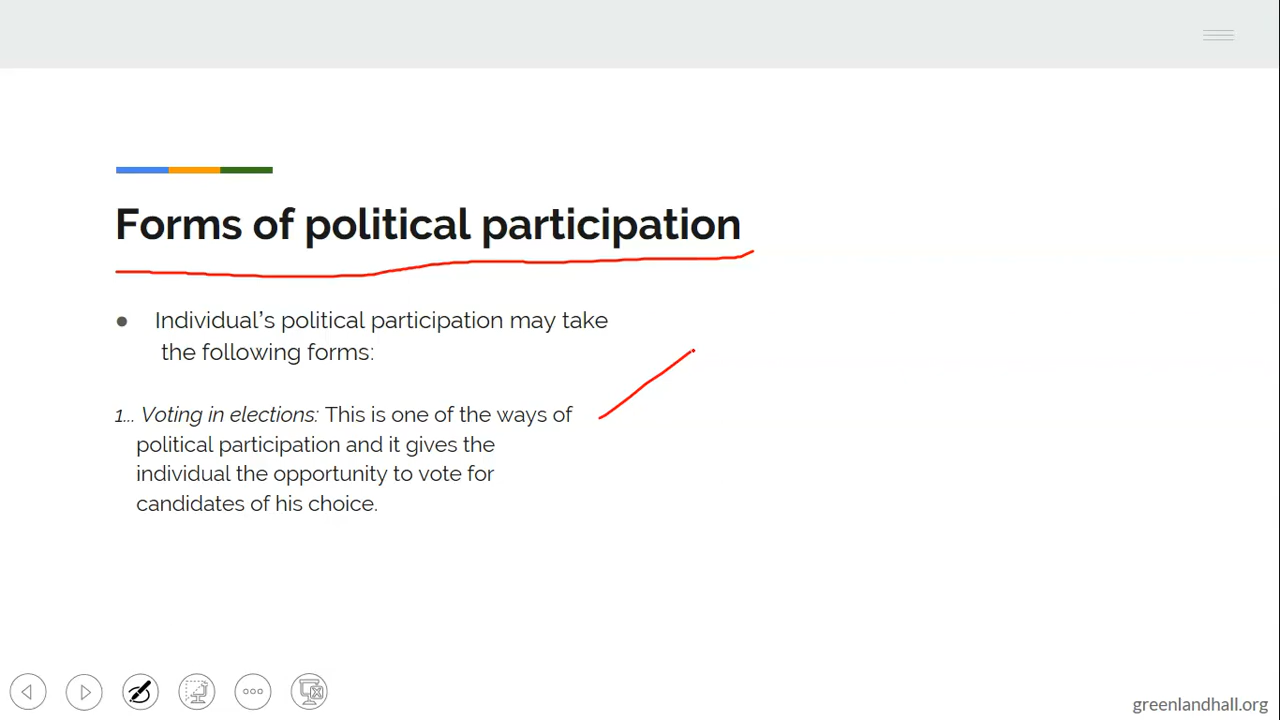 Forms of political participation
● Individual's political participation may take
the following forms:
1... Voting in elections: This is one of the ways of
political participation and it gives the
individual the opportunity to vote for
candidates of his choice.
greenlandhall.org